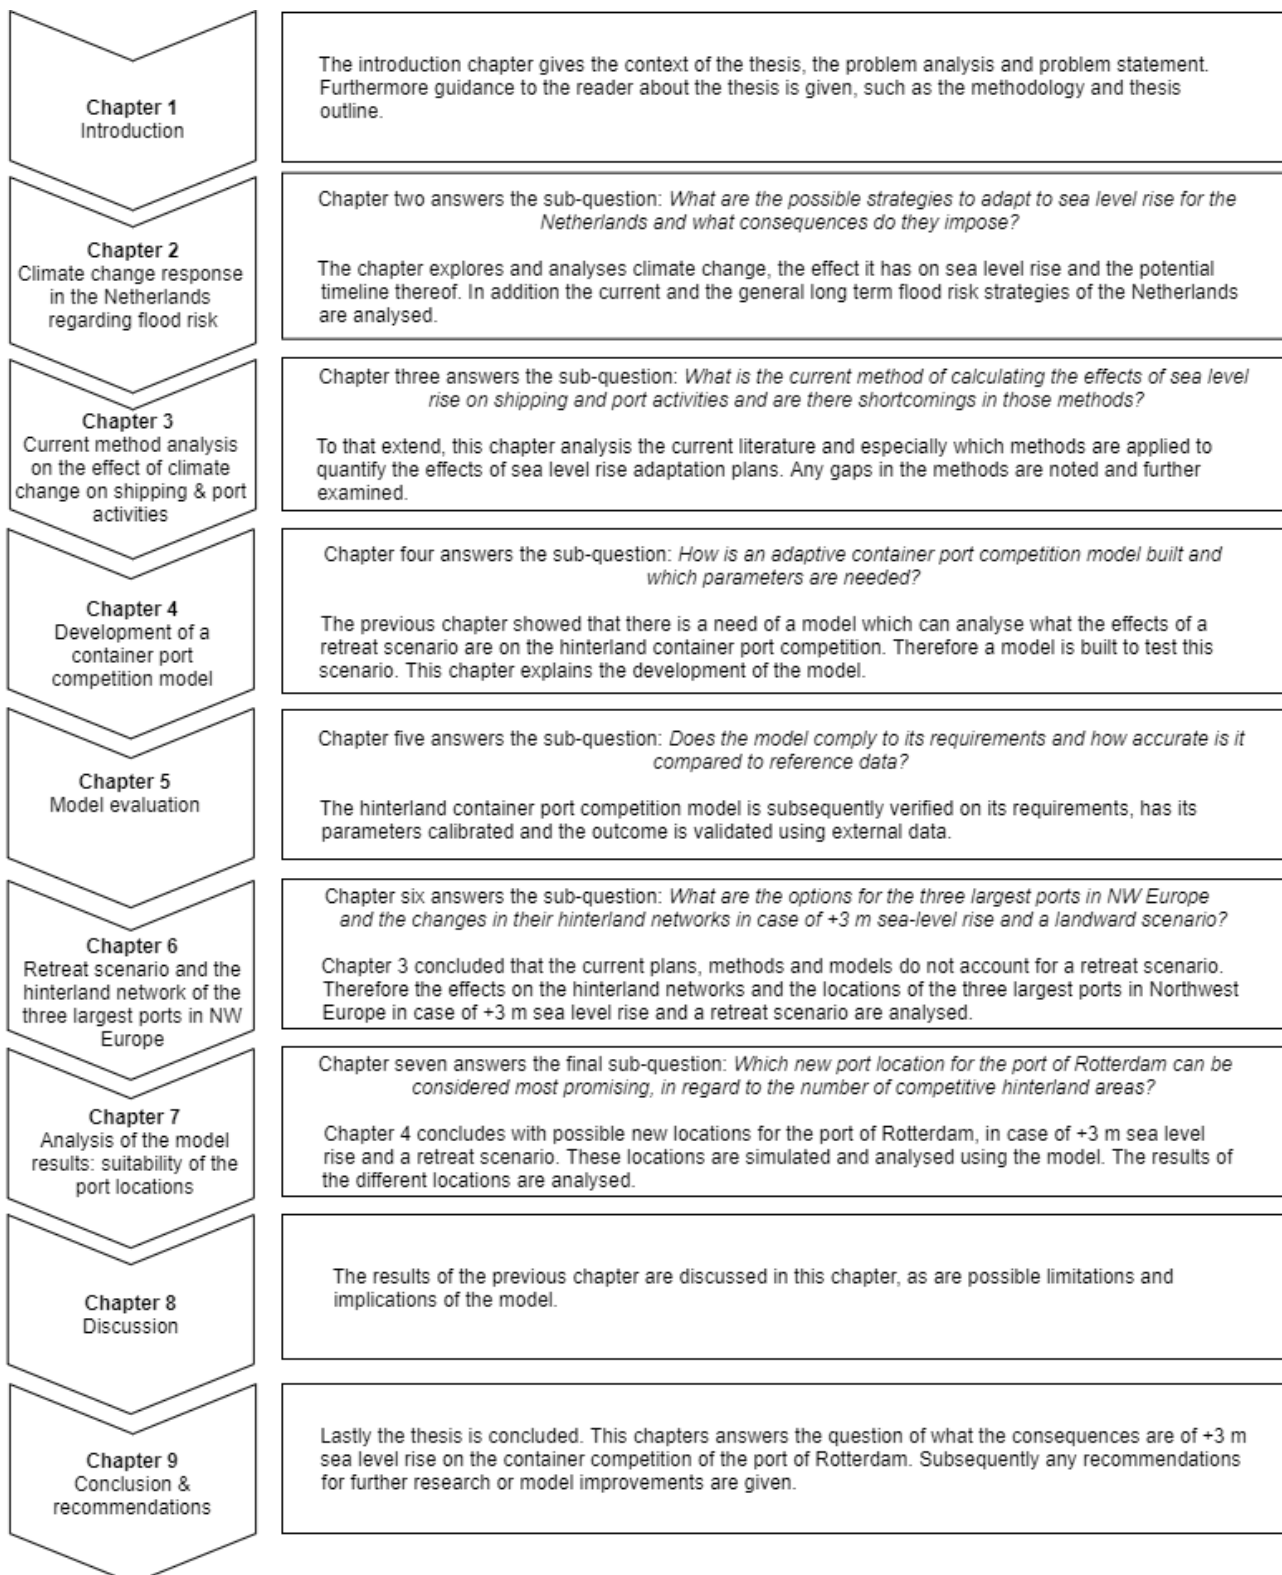 Chapter 1
Introduction
The introduction chapter gives the context of the thesis, the problem analysis and problem statement.
Furthermore guidance to the reader about the thesis is given, such as the methodology and thesis
outline.
Chapter 2
Climate change response
in the Netherlands
regarding flood risk
Chapter two answers the sub-question: What are the possible strategies to adapt to sea level rise for the
Netherlands and what consequences do they impose?
The chapter explores and analyses climate change, the effect it has on sea level rise and the potential
timeline thereof. In addition the current and the general long term flood risk strategies of the Netherlands
are analysed.
Chapter 3
Current method analysis
on the effect of climate
change on shipping & port
activities
Chapter three answers the sub-question: What is the current method of calculating the effects of sea level
rise on shipping and port activities and are there shortcomings in those methods?
To that extend, this chapter analysis the current literature and especially which methods are applied to
quantify the effects of sea level rise adaptation plans. Any gaps in the methods are noted and further
examined.
Chapter 4
Development of a
container port
competition model
Chapter four answers the sub-question: How is an adaptive container port competition model built and
which parameters are needed?
The previous chapter showed that there is a need of a model which can analyse what the effects of a
retreat scenario are on the hinterland container port competition. Therefore a model is built to test this
scenario. This chapter explains the development of the model.
Chapter 5
Model evaluation
Chapter five answers the sub-question: Does the model comply to its requirements and how accurate is it
compared to reference data?
The hinterland container port competition model is subsequently verified on its requirements, has its
parameters calibrated and the outcome is validated using external data.
Chapter 6
Retreat scenario and the
hinterland network of the
three largest ports in NW
Europe
Chapter six answers the sub-question: What are the options for the three largest ports in NW Europe
and the changes in their hinterland networks in case of +3 m sea-level rise and a landward scenario?
Chapter 3 concluded that the current plans, methods and models do not account for a retreat scenario.
Therefore the effects on the hinterland networks and the locations of the three largest ports in Northwest
Europe in case of +3 m sea level rise and a retreat scenario are analysed.
Chapter 7
Analysis of the model
results: suitability of the
port locations
Chapter seven answers the final sub-question: Which new port location for the port of Rotterdam can be
considered most promising, in regard to the number of competitive hinterland areas?
Chapter 4 concludes with possible new locations for the port of Rotterdam, in case of +3 m sea level
rise and a retreat scenario. These locations are simulated and analysed using the model. The results of
the different locations are analysed.
Chapter 8
Discussion
The results of the previous chapter are discussed in this chapter, as are possible limitations and
implications of the model.
Chapter 9
Conclusion &
recommendations
Lastly the thesis is concluded. This chapters answers the question of what the consequences are of +3 m
sea level rise on the container competition of the port of Rotterdam. Subsequently any recommendations
for further research or model improvements are given.